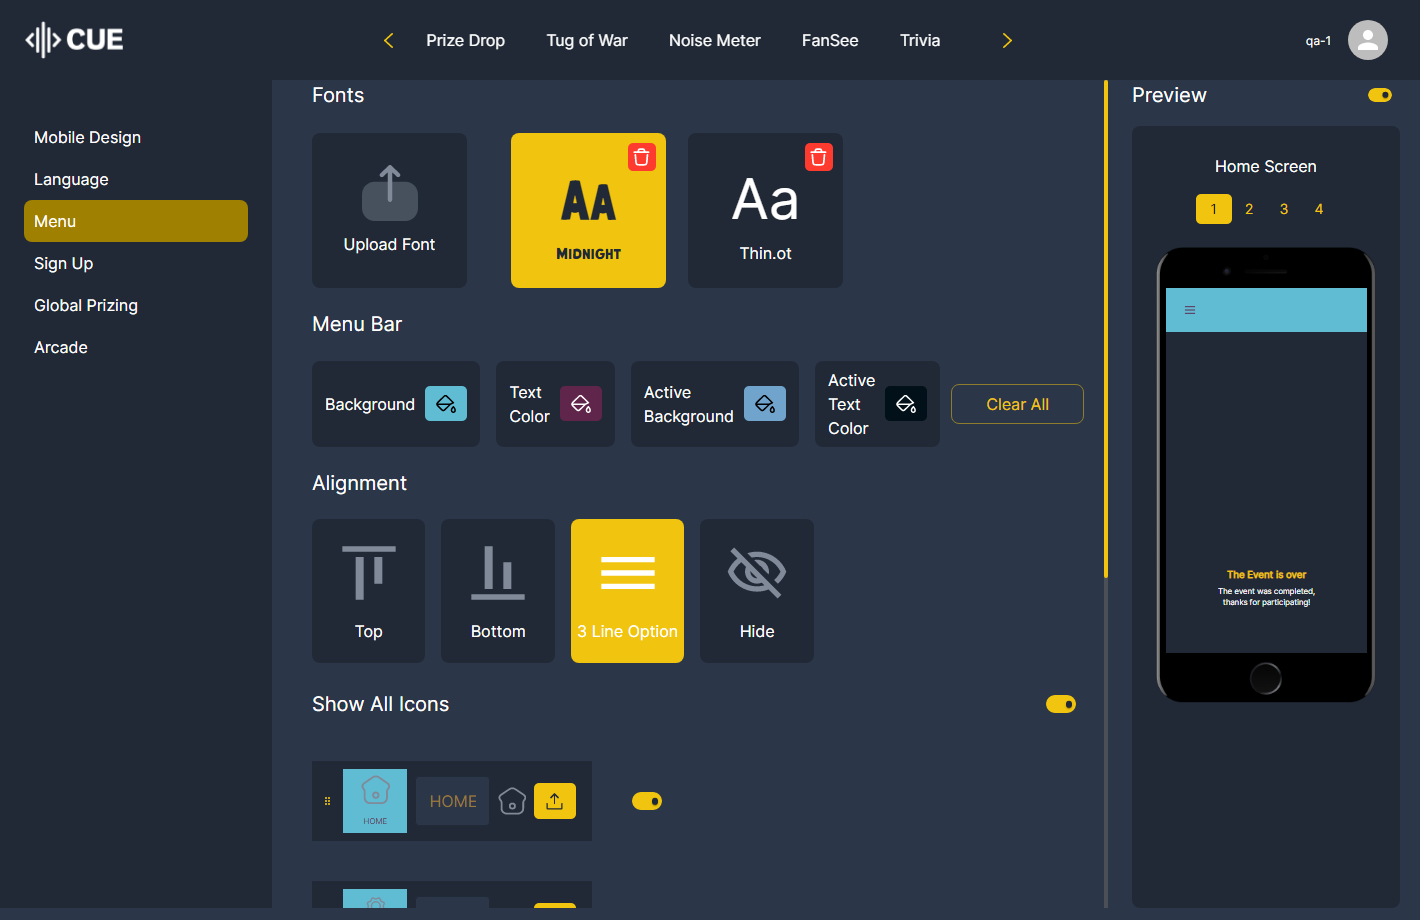 CUE
Prize Drop
Tug of War
Noise Meter
FanSee
Trivia
qa-1
Mobile Design
Language
Menu
Sign Up
Global Prizing
Arcade
Fonts
Upload Font
AA
MIDNIGHT
Aa
Thin.ot
Menu Bar
Background
Text
Color
Active
Background
Active
Text
Color
Clear All
Alignment
Top
Bottom
3 Line Option
Hide
Show All Icons
HOME
HOME
Preview
Home Screen
1 2 3 4
The Event is over
The event was completed,
thanks for participating!